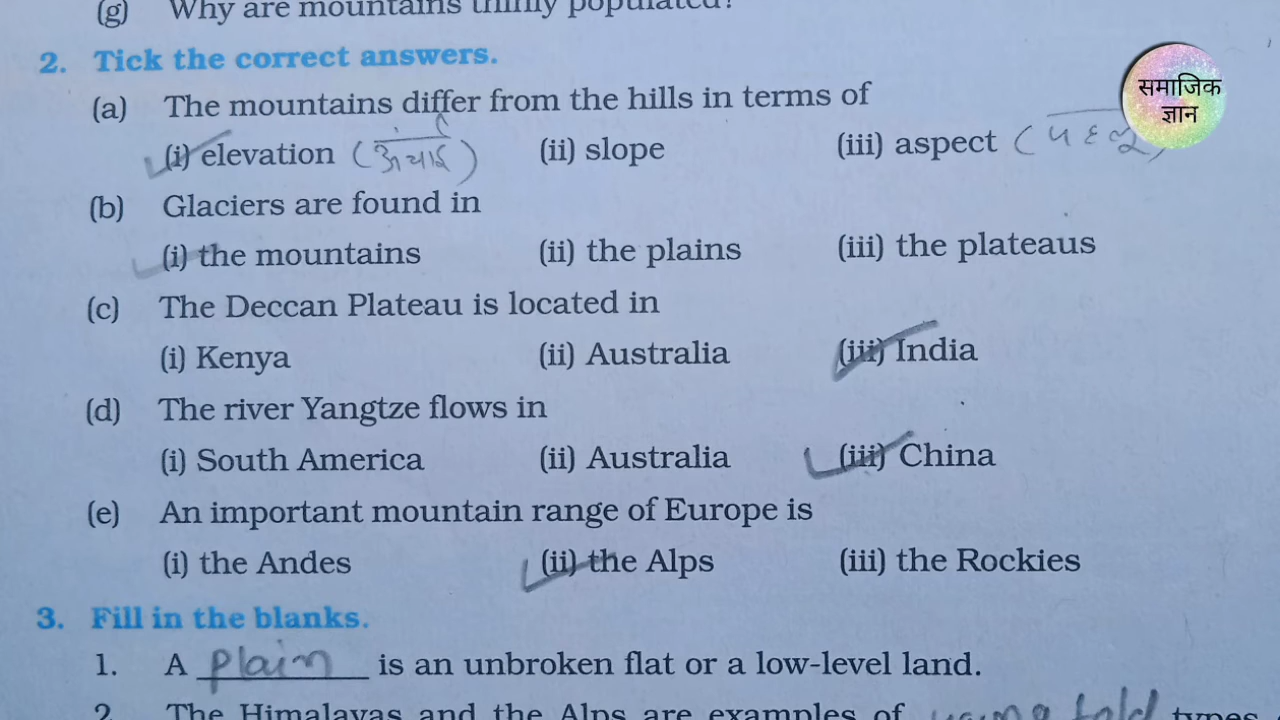 (g) Why are mountains thinly populated?
2. Tick the correct answers.
समाजिक
ज्ञान
(a) The mountains differ from the hills in terms of
(i) elevation (ऊंचाई) (ii) slope (iii) aspect (पहलू)
(b) Glaciers are found in
(i) the mountains (ii) the plains (iii) the plateaus
(c) The Deccan Plateau is located in
(i) Kenya (ii) Australia (iii) India
(d) The river Yangtze flows in
(i) South America (ii) Australia (iii) China
(e) An important mountain range of Europe is
(i) the Andes (ii) the Alps (iii) the Rockies
3. Fill in the blanks.
1. A plain is an unbroken flat or a low-level land.
2. The Himalayas and the Alps are examples of young fold types